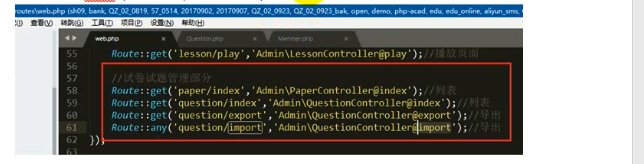 routes\web.php (sh09, bank, QZ_02_0819, 57_0514, 20170902, 20170907, QZ_02_0923, QZ_02_0923_bak, open, demo, php-acad, edu, edu_online, aliyun_sms,
(I) 查看(V) 转到(G) 工具(T) 项目(P) 设置(N) 帮助(H)
web.php Question.php Member.php
55 Route::get('lesson/play','Admin\LessonController@play');//播放页面
56
57 //试卷试题管理部分
58 Route::get('paper/index','Admin\PaperController@index');//列表
59 Route::get('question/index','Admin\QuestionController@index');//列表
60 Route::get('question/export','Admin\QuestionController@export');//导出
61 Route::any('question/import','Admin\QuestionController@import');//导出
62 });
63